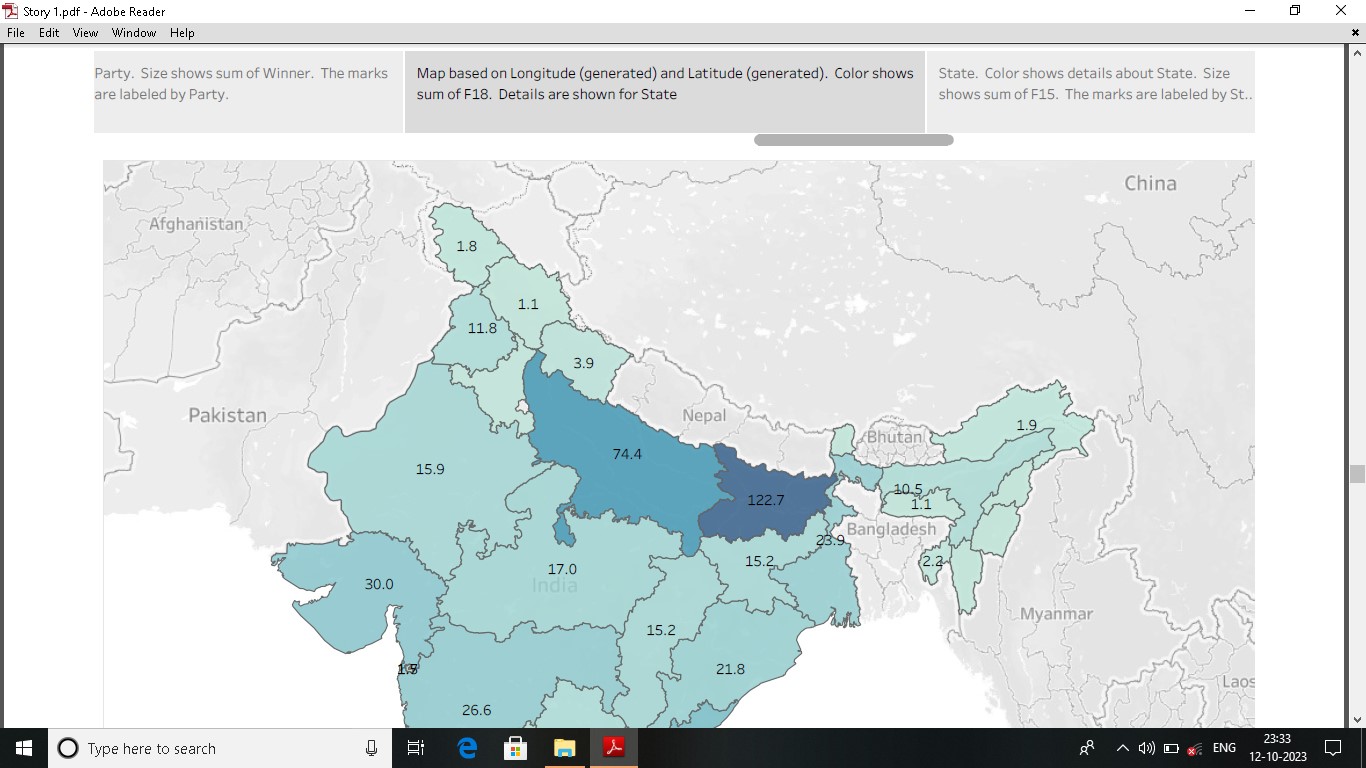 Story 1.pdf - Adobe Reader
File Edit View Window Help
Party. Size shows sum of Winner. The marks
are labeled by Party.
Map based on Longitude (generated) and Latitude (generated). Color shows
sum of F18. Details are shown for State
State. Color shows details about State. Size
shows sum of F15. The marks are labeled by St..
China
Afghanistan
1.8
1.1
11.8
3.9
Pakistan
Nepal
1.9
Bhutan
74.4
15.9
10.5
122.7
1.1
Bangladesh
23.9
15.2
2.2
17.0
30.0
India
Myanmar
15.2
21.8
Laos
26.6
Type here to search
ENG
23:33
12-10-2023